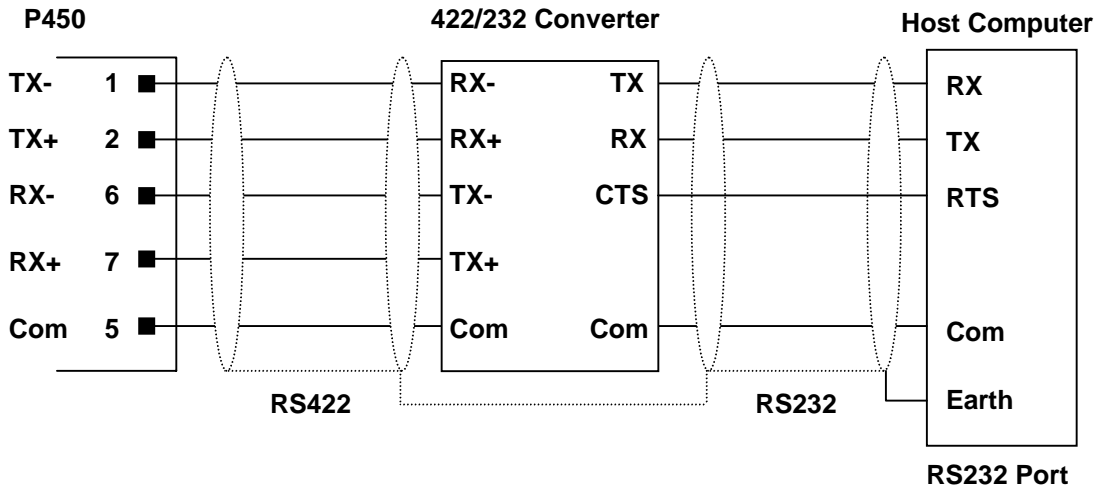 P450 422/232 Converter Host Computer
TX- 1 RX- TX RX
TX+ 2 RX+ RX TX
RX- 6 TX- CTS RTS
RX+ 7 TX+
Com 5 Com Com Com
RS422 RS232 Earth
RS232 Port